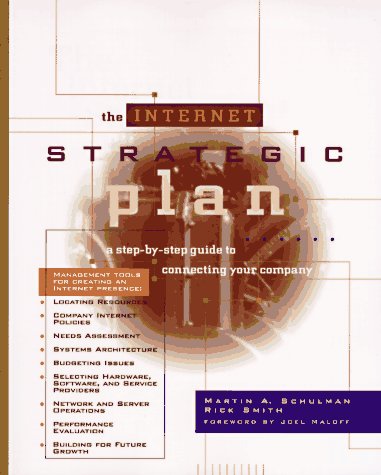 the INTERNET
STRATEGIC
plan
a step-by-step guide to
connecting your company
MANAGEMENT TOOLS
FOR CREATING AN
INTERNET PRESENCE:
LOCATING RESOURCES
COMPANY INTERNET
POLICIES
NEEDS ASSESSMENT
SYSTEMS ARCHITECTURE
BUDGETING ISSUES
SELECTING HARDWARE,
SOFTWARE, AND SERVICE
PROVIDERS
NETWORK AND SERVER
OPERATIONS
PERFORMANCE
EVALUATION
BUILDING FOR FUTURE
GROWTH
MARTIN A. SCHULMAN
RICK SMITH
FOREWORD BY JOEL MALOFF